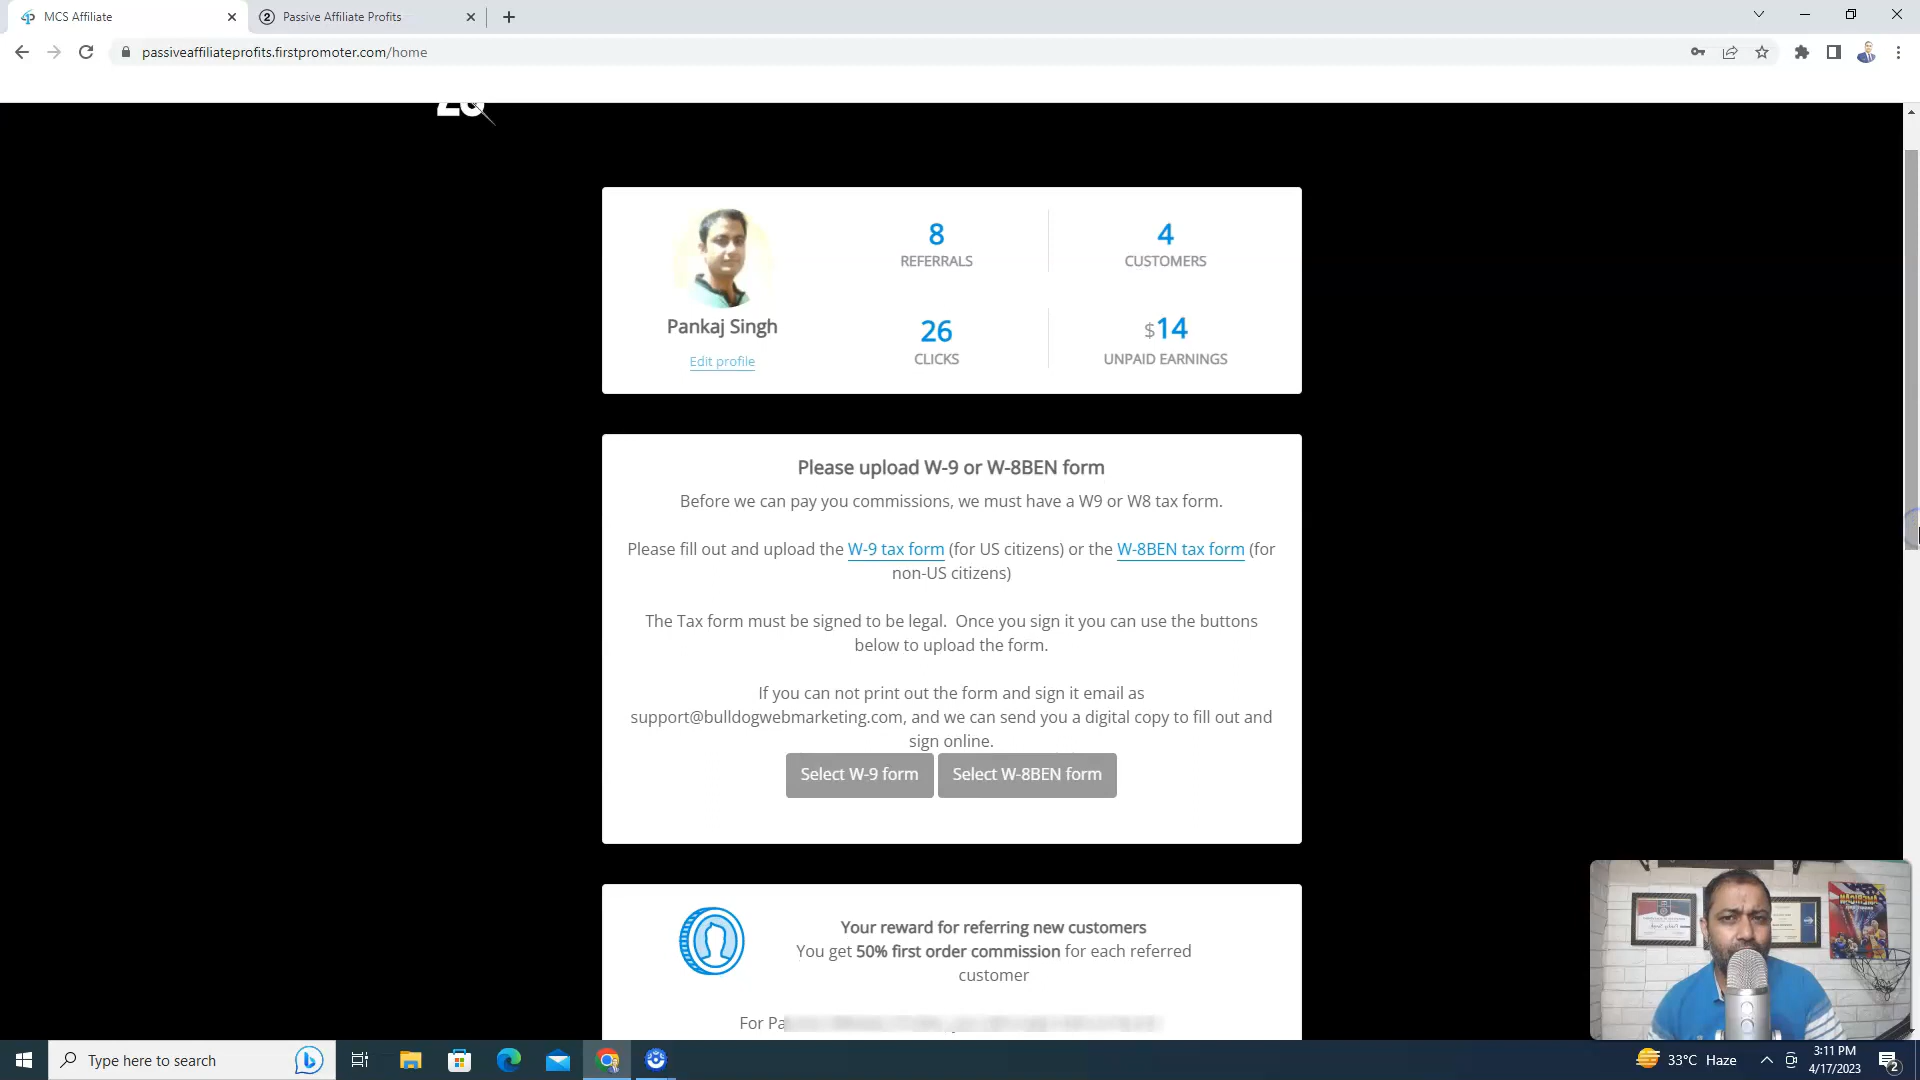 MCS Affiliate
Passive Affiliate Profits
passiveaffiliateprofits.firstpromoter.com/home
8
REFERRALS
4
CUSTOMERS
Pankaj Singh
Edit profile
26
CLICKS
$14
UNPAID EARNINGS
Please upload W-9 or W-8BEN form
Before we can pay you commissions, we must have a W9 or W8 tax form.
Please fill out and upload the W-9 tax form (for US citizens) or the W-8BEN tax form (for
non-US citizens)
The Tax form must be signed to be legal. Once you sign it you can use the buttons
below to upload the form.
If you can not print out the form and sign it email as
support@bulldogwebmarketing.com, and we can send you a digital copy to fill out and
sign online.
Select W-9 form
Select W-8BEN form
Your reward for referring new customers
You get 50% first order commission for each referred
customer
For
Type here to search
33°C Haze
3:11 PM
4/17/2023
2